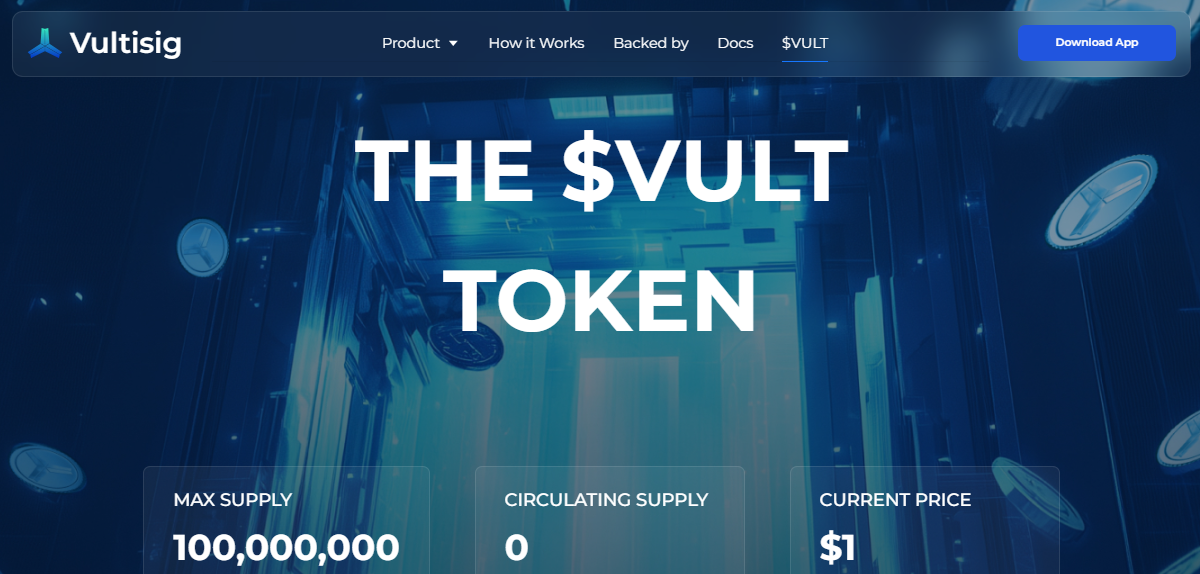 Vultisig
Product
How it Works
Backed by
Docs
$VULT
Download App
THE $VULT
TOKEN
MAX SUPPLY
100,000,000
CIRCULATING SUPPLY
0
CURRENT PRICE
$1